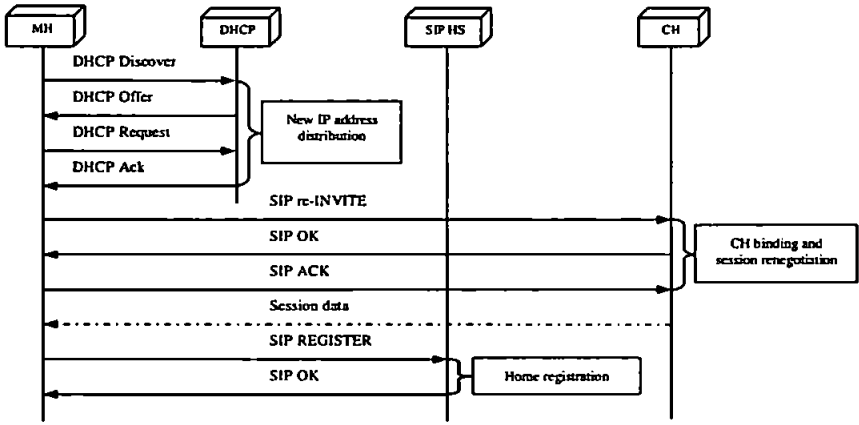 MH
DHCP
SIP HS
CH
DHCP Discover
DHCP Offer
New IP address
distribution
DHCP Request
DHCP Ack
SIP re-INVITE
SIP OK
CH binding and
session renegotiation
SIP ACK
Session data
SIP REGISTER
SIP OK
Home registration